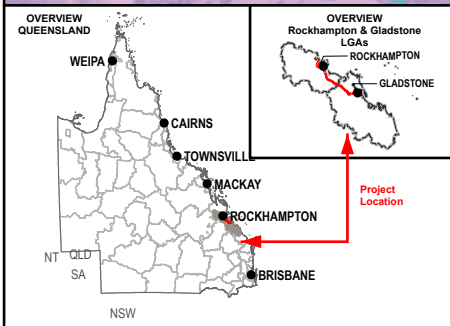 OVERVIEW
QUEENSLAND
WEIPA
CAIRNS
TOWNSVILLE
MACKAY
ROCKHAMPTON
BRISBANE
NT
QLD
SA
NSW
OVERVIEW
Rockhampton & Gladstone
LGAs
ROCKHAMPTON
GLADSTONE
Project
Location